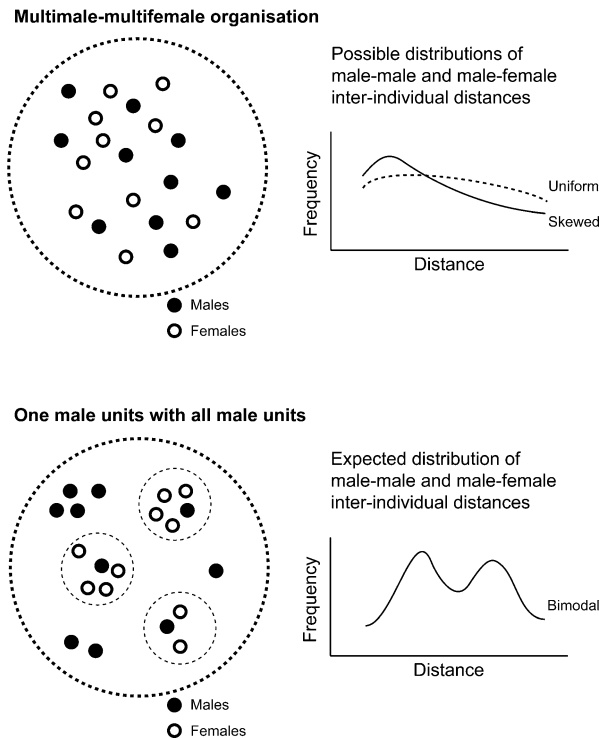 Multimale-multifemale organisation
Possible distributions of
male-male and male-female
inter-individual distances
Frequency
Uniform
Skewed
Distance
Males
Females
One male units with all male units
Expected distribution of
male-male and male-female
inter-individual distances
Frequency
Bimodal
Distance
Males
Females